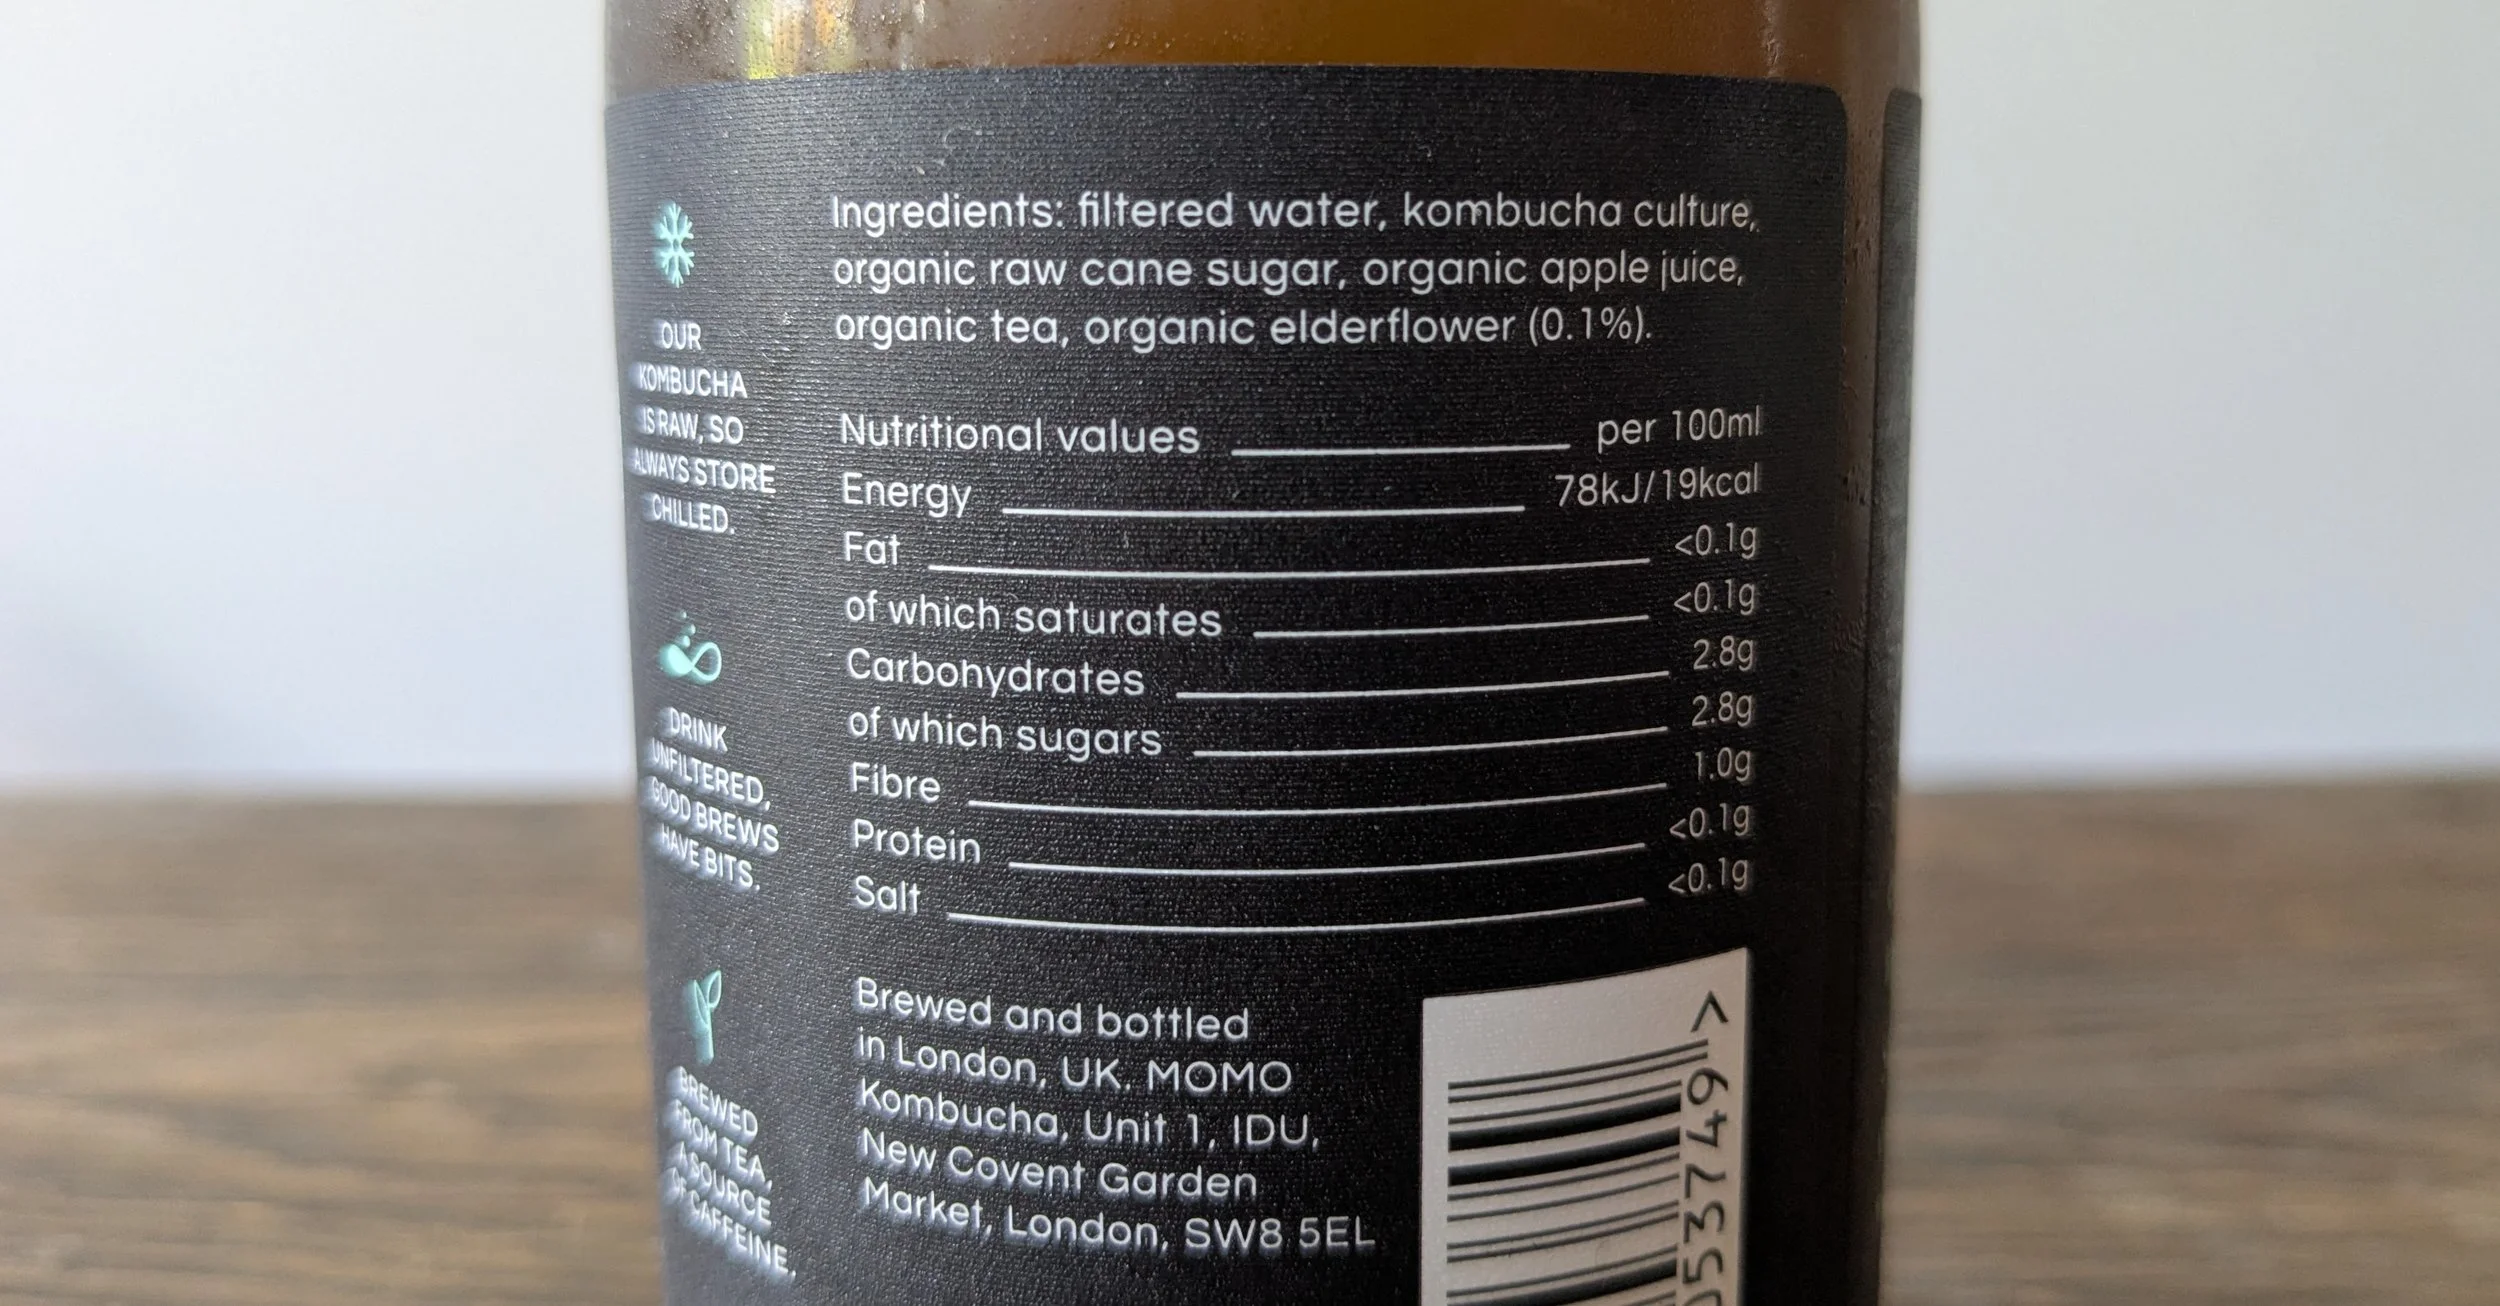 OUR
KOMBUCHA
IS RAW, SO
ALWAYS STORE
CHILLED.
DRINK
UNFILTERED,
GOOD BREWS
HAVE BITS.
BREWED
FROM TEA,
A SOURCE
OF CAFFEINE.
Ingredients: filtered water, kombucha culture,
organic raw cane sugar, organic apple juice,
organic tea, organic elderflower (0.1%).
Nutritional values per 100ml
Energy 78kJ/19kcal
Fat <0.1g
of which saturates <0.1g
Carbohydrates 2.8g
of which sugars 2.8g
Fibre 1.0g
Protein <0.1g
Salt <0.1g
Brewed and bottled
in London, UK. MOMO
Kombucha, Unit 1, IDU,
New Covent Garden
Market, London, SW8 5EL
053749>